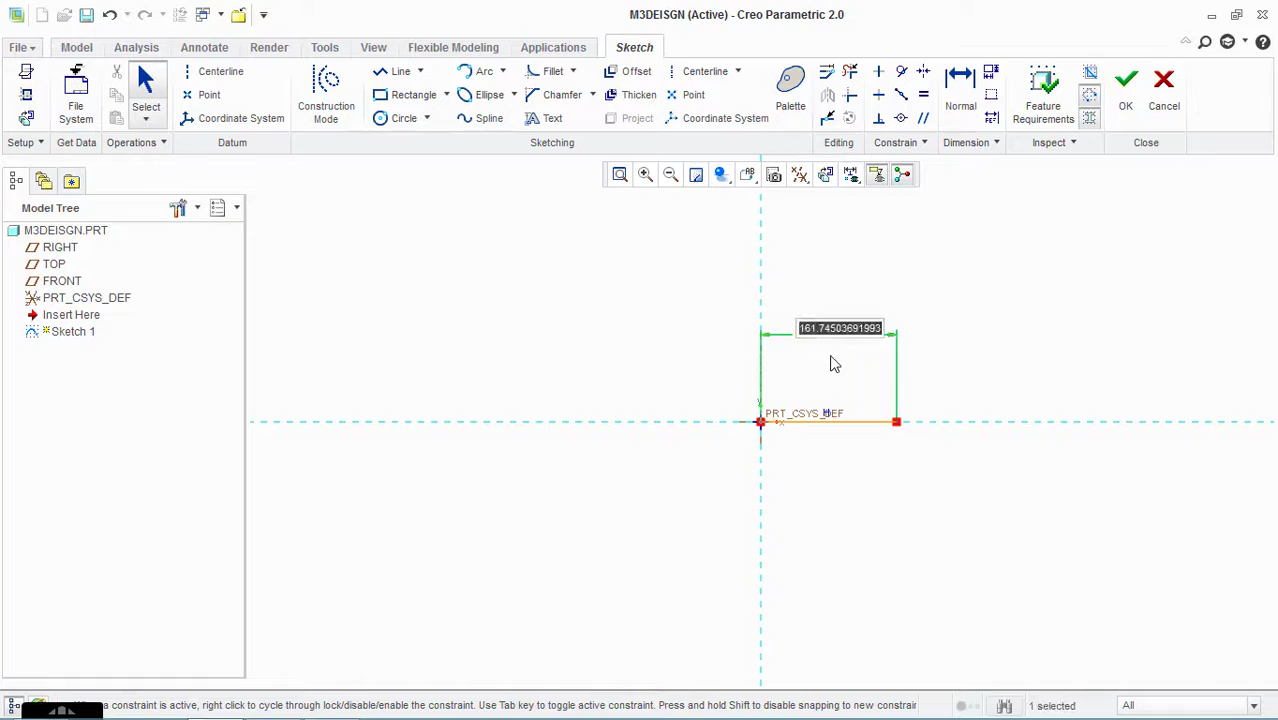 M3DEISGN (Active) - Creo Parametric 2.0
File Model Analysis Annotate Render Tools View Flexible Modeling Applications Sketch
Centerline Line Arc Fillet Offset Centerline
Point Rectangle Ellipse Chamfer Thicken Point
Coordinate System Circle Spline Text Project Coordinate System
File System Select Construction Mode Palette Normal Feature Requirements OK Cancel
Setup Get Data Operations Datum Sketching Editing Constrain Dimension Inspect Close
Model Tree
M3DEISGN.PRT
RIGHT
TOP
FRONT
PRT_CSYS_DEF
Insert Here
Sketch 1
161.74503691993
PRT_CSYS_DEF
a constraint is active, right click to cycle through lock/disable/enable the constraint. Use Tab key to toggle active constraint. Press and hold Shift to disable snapping to new constrain
1 selected
All